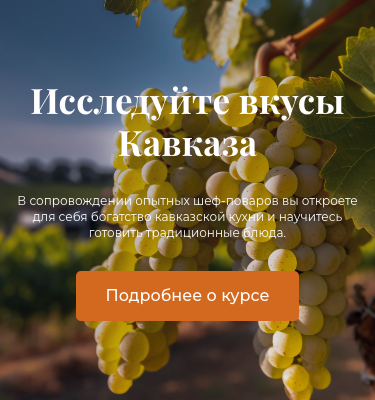 Исследуйте вкусы
Кавказа
В сопровождении опытных шеф-поваров вы откроете
для себя богатство кавказской кухни и научитесь
готовить традиционные блюда.
Подробнее о курсе